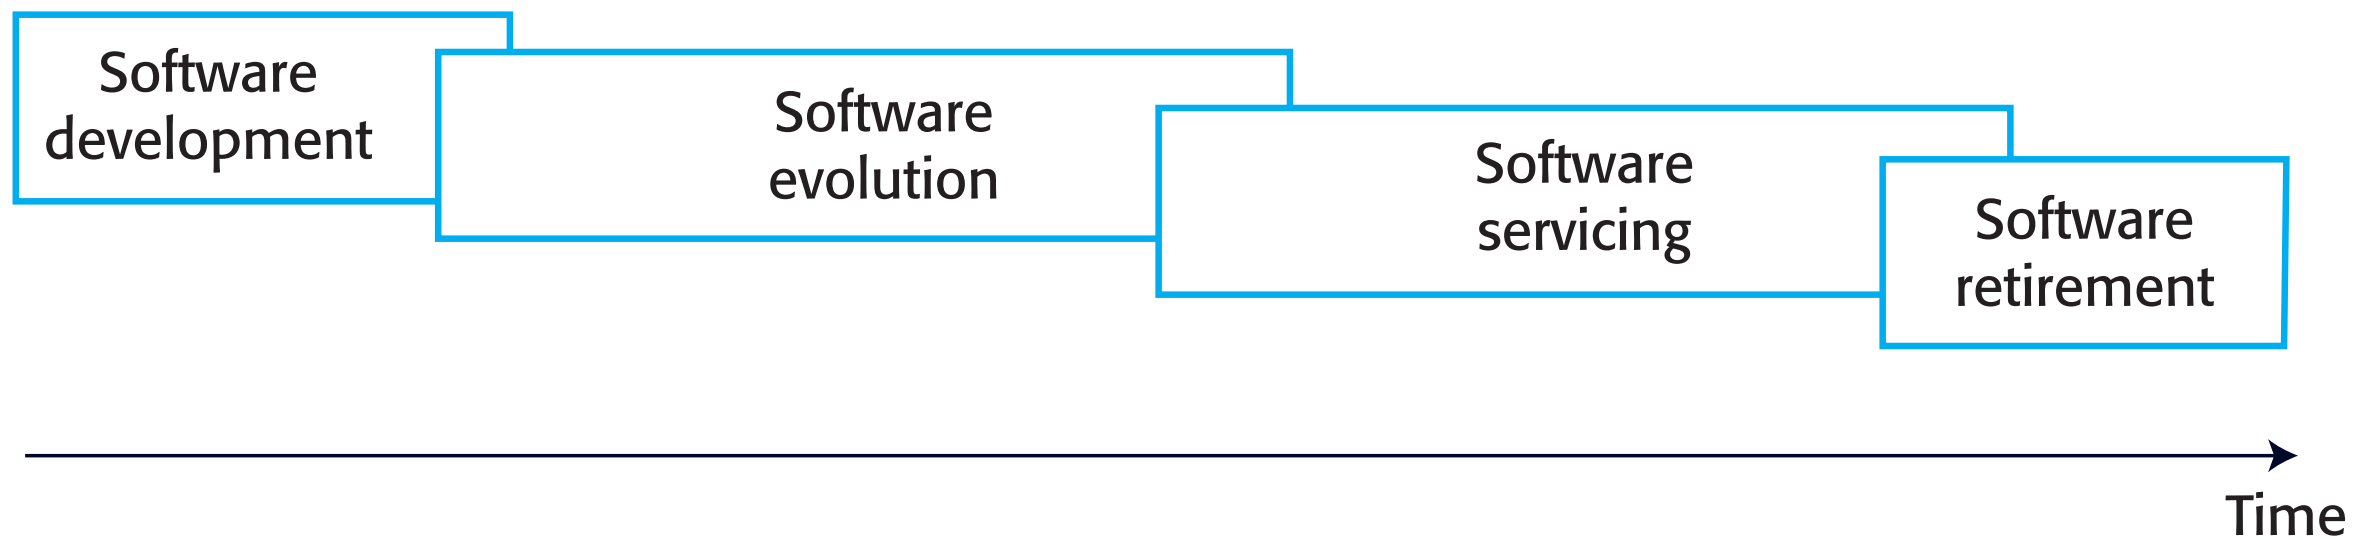 Software
development
Software
evolution
Software
servicing
Software
retirement
Time